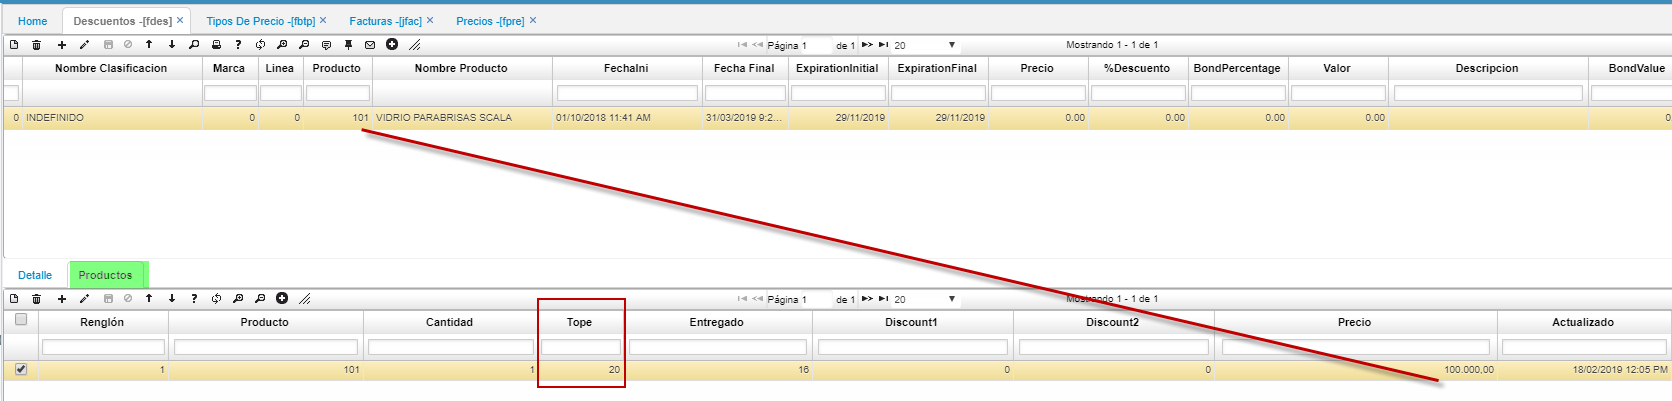 Home Descuentos -[fdes] × Tipos De Precio -[fbtp] × Facturas -[jfac] × Precios -[fpre] ×
Página 1 de 1 20 Mostrando 1 - 1 de 1
Nombre Clasificacion Marca Linea Producto Nombre Producto FechaIni Fecha Final ExpirationInitial ExpirationFinal Precio %Descuento BondPercentage Valor Descripcion BondValue
0 INDEFINIDO 0 0 101 VIDRIO PARABRISAS SCALA 01/10/2018 11:41 AM 31/03/2019 9:2... 29/11/2019 29/11/2019 0.00 0.00 0.00 0.00 0
Detalle Productos
Página 1 de 1 20 Mostrando 1 - 1 de 1
Renglón Producto Cantidad Tope Entregado Discount1 Discount2 Precio Actualizado
1 101 1 20 16 0 0 100.000,00 18/02/2019 12:05 PM